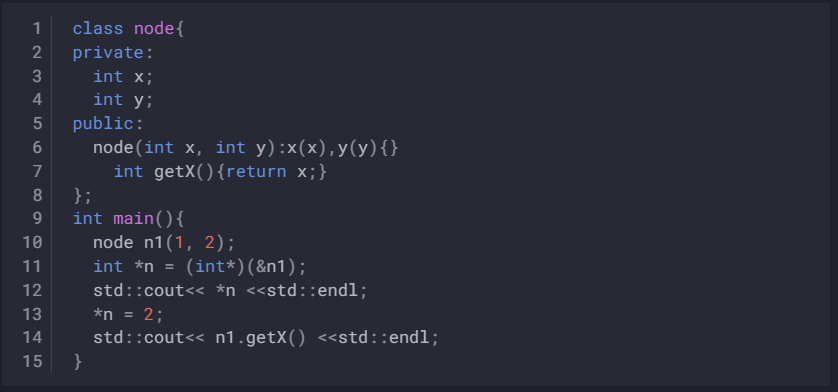 1 class node{
2 private:
3   int x;
4   int y;
5 public:
6   node(int x, int y):x(x),y(y){}
7     int getX(){return x;}
8 };
9 int main(){
10   node n1(1, 2);
11   int *n = (int*)(&n1);
12   std::cout<< *n <<std::endl;
13   *n = 2;
14   std::cout<< n1.getX() <<std::endl;
15 }